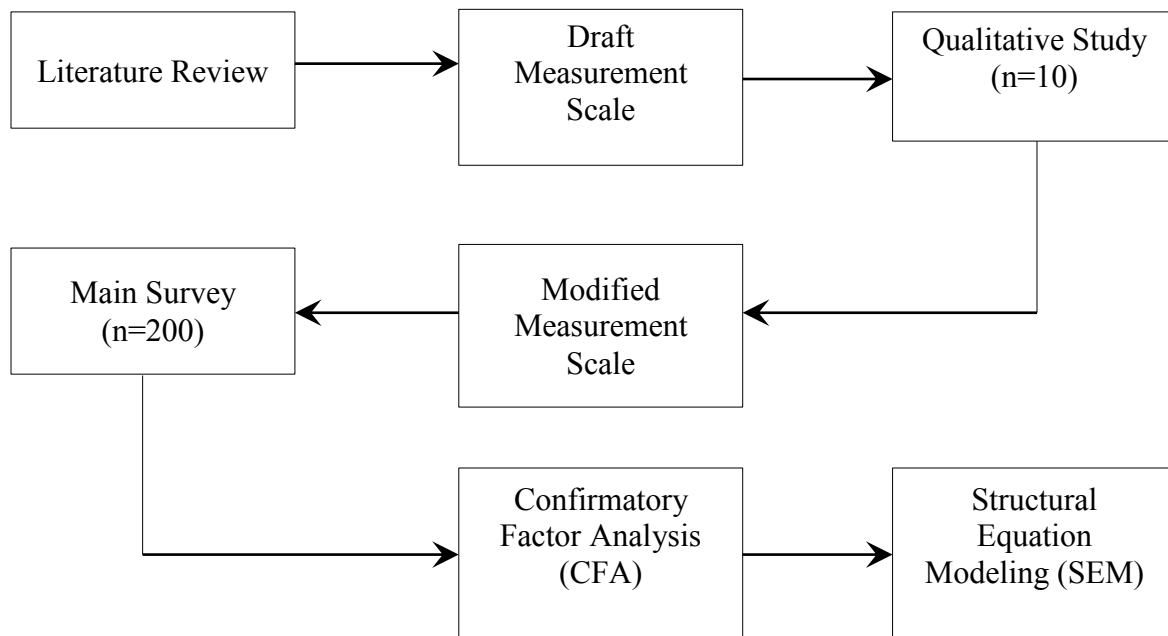 Literature Review
Draft
Measurement
Scale
Qualitative Study
(n=10)
Main Survey
(n=200)
Modified
Measurement
Scale
Confirmatory
Factor Analysis
(CFA)
Structural
Equation
Modeling (SEM)